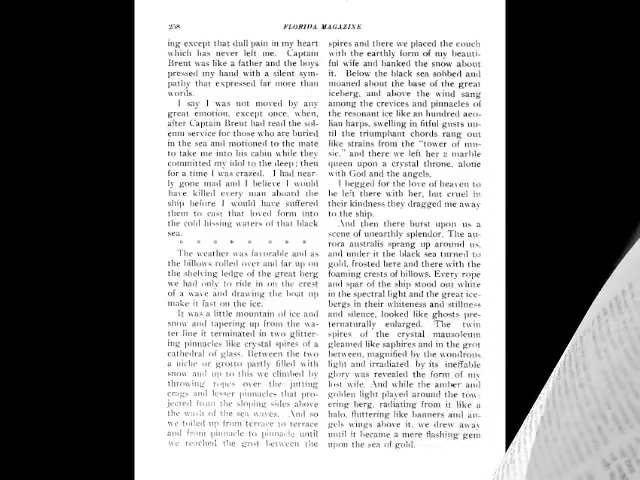 258 FLORIDA MAGAZINE
ing except that dull pain in my heart
which has never left me. Captain
Brent was like a father and the boys
pressed my hand with a silent sym-
pathy that expressed far more than
words.
I say I was not moved by any
great emotion, except once, when,
after Captain Brent had read the sol-
emn service for those who are buried
in the sea and motioned to the mate
to take me into his cabin while they
committed my idol to the deep; then
for a time I was crazed. I had near-
ly gone mad and I believe I would
have killed every man aboard the
ship before I would have suffered
them to cast that loved form into
the cold hissing waters of that black
sea.
* * * * * * * *
The weather was favorable and as
the billows rolled over and far up on
the shelving ledge of the great berg
we had only to ride in on the crest
of a wave and drawing the boat up
make it fast on the ice.
It was a little mountain of ice and
snow and tapering up from the wa-
ter line it terminated in two glitter-
ing pinnacles like crystal spires of a
cathedral of glass. Between the two
a niche or grotto partly filled with
snow and up to this we climbed by
throwing ropes over the jutting
crags and lesser pinnacles that pro-
jected from the sloping sides above
the wash of the sea waves. And so
we toiled up from terrace to terrace
and from pinnacle to pinnacle until
we reached the grot between the
spires and there we placed the couch
with the earthly form of my beauti-
ful wife and banked the snow about
it. Below the black sea sobbed and
moaned about the base of the great
iceberg, and above the wind sang
among the crevices and pinnacles of
the resonant ice like an hundred aeo-
lian harps, swelling in fitful gusts un-
til the triumphant chords rang out
like strains from the "tower of mu-
sic," and there we left her a marble
queen upon a crystal throne, alone
with God and the angels.
I begged for the love of heaven to
be left there with her, but cruel in
their kindness they dragged me away
to the ship.
And then there burst upon us a
scene of unearthly splendor. The au-
rora australis sprang up around us,
and under it the black sea turned to
gold, frosted here and there with the
foaming crests of billows. Every rope
and spar of the ship stood out white
in the spectral light and the great ice-
bergs in their whiteness and stillness
and silence, looked like ghosts pre-
ternaturally enlarged. The twin
spires of the crystal mausoleum
gleamed like saphires and in the grot
between, magnified by the wondrous
light and irradiated by its ineffable
glory was revealed the form of my
lost wife. And while the amber and
golden light played around the tow-
ering berg, radiating from it like a
halo, fluttering like banners and an-
gels wings above it, we drew away
until it became a mere flashing gem
upon the sea of gold.